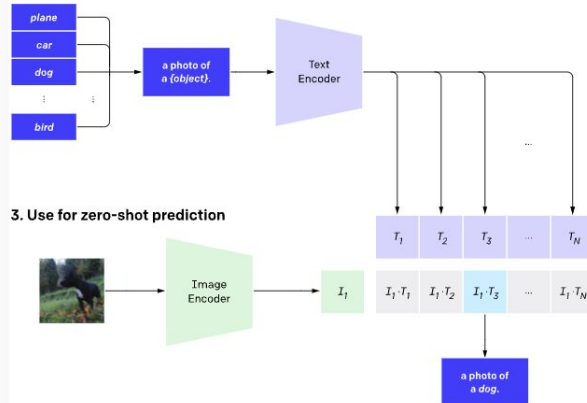 plane
car
dog
⋮
⋮
bird
a photo of
a {object}.
Text
Encoder
...
3. Use for zero-shot prediction
T1 T2 T3 ... TN
Image
Encoder
I1
I1·T1 I1·T2 I1·T3 ... I1·TN
a photo of
a dog.